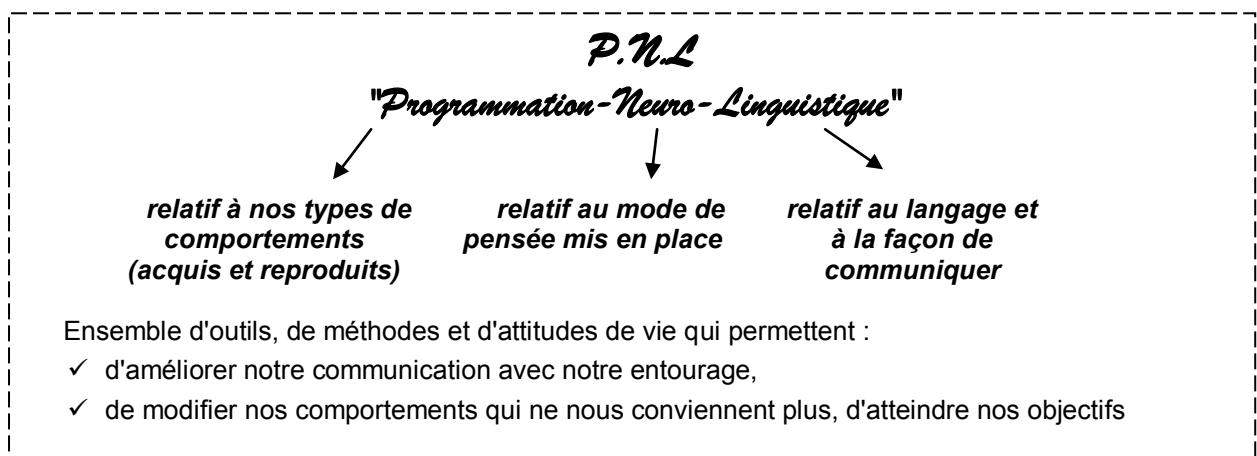 P.N.L
"Programmation-Neuro-Linguistique"
relatif à nos types de
comportements
(acquis et reproduits)
relatif au mode de
pensée mis en place
relatif au langage et
à la façon de
communiquer
Ensemble d'outils, de méthodes et d'attitudes de vie qui permettent :
✓ d'améliorer notre communication avec notre entourage,
✓ de modifier nos comportements qui ne nous conviennent plus, d'atteindre nos objectifs